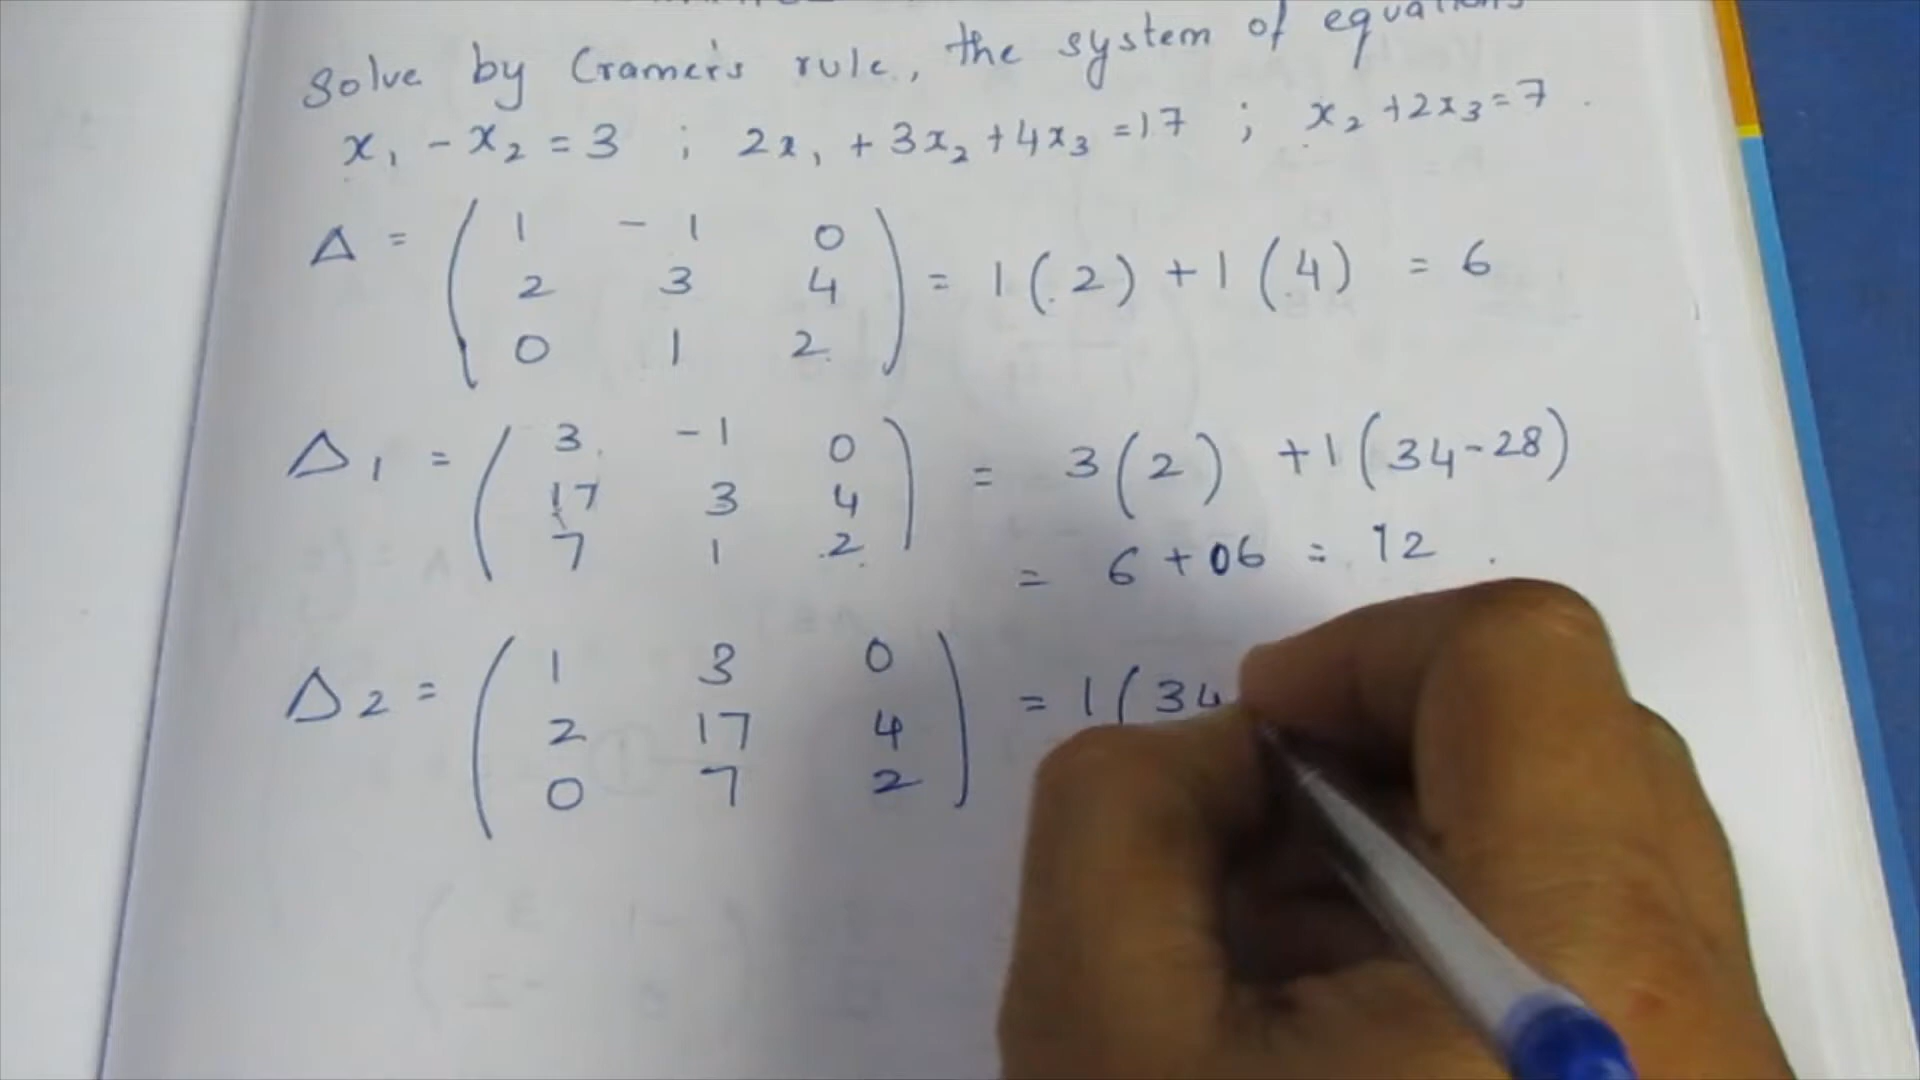 Solve by Cramer's rule, the system of equations
x₁ - x₂ = 3 ; 2x₁ + 3x₂ + 4x₃ = 17 ; x₂ + 2x₃ = 7 .
Δ = ( 1 -1 0 ) = 1(2) + 1(4) = 6
2 3 4
0 1 2
Δ₁ = ( 3 -1 0 ) = 3(2) + 1(34-28)
17 3 4
7 1 2
= 6 + 06 = 12 .
Δ₂ = ( 1 3 0 ) = 1(34
2 17 4
0 7 2